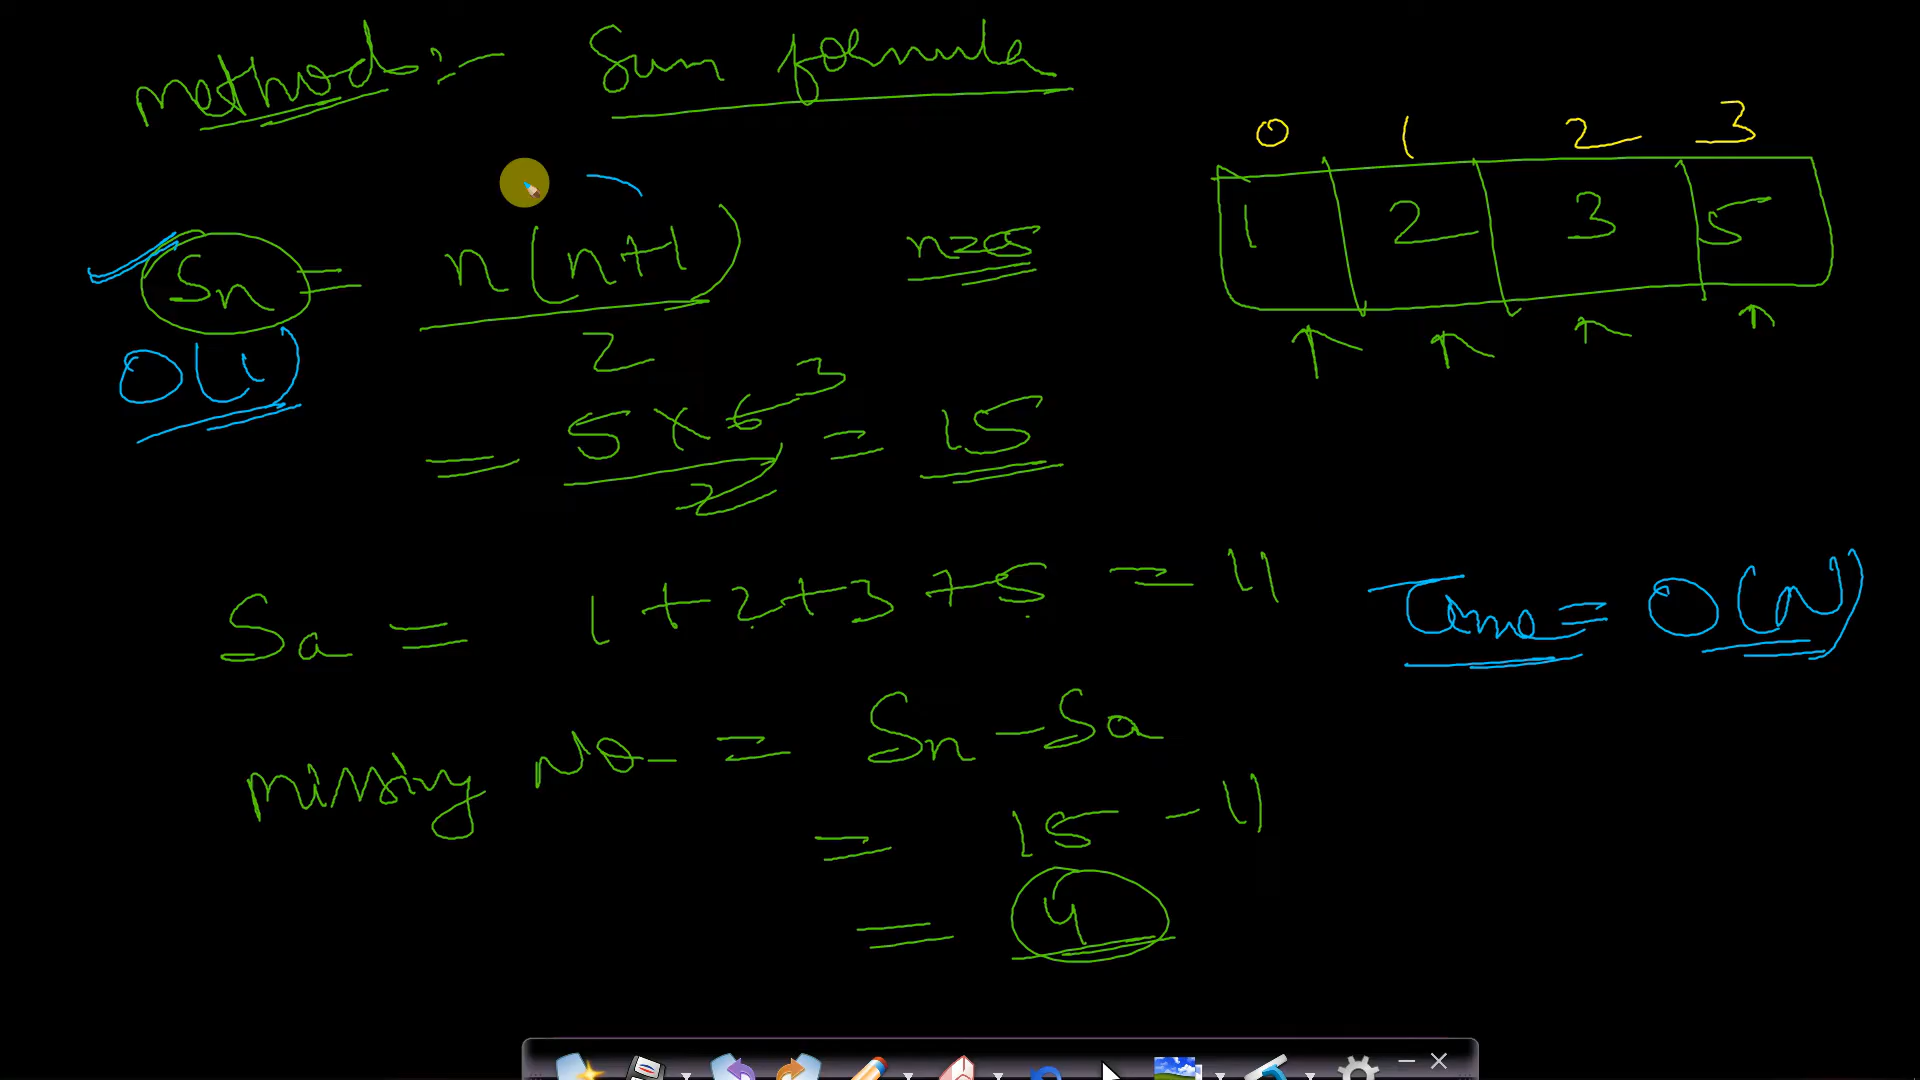 Method :- Sum formula
0 1 2 3
1 2 3 5
Sn = n(n+1) / 2
n=5
O(1)
= 5 x 6 3 / 2 = 15
Sa = 1+2+3+5 = 11
Time = O(N)
missing No = Sn - Sa
= 15 - 11
= 4